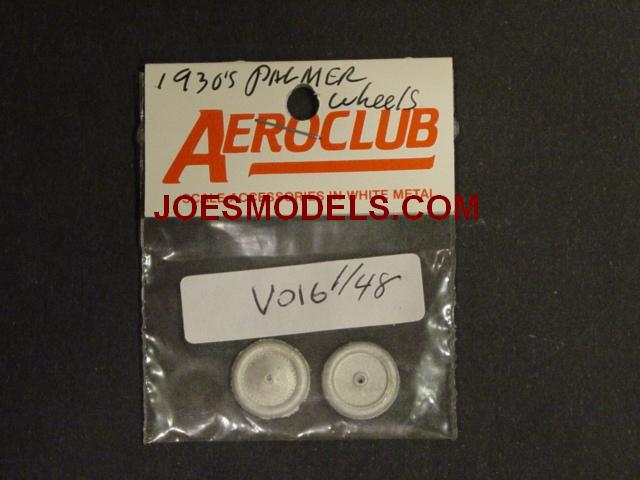 1930's PALMER
wheels
AEROCLUB
SCALE ACCESSORIES IN WHITE METAL
JOESMODELS.COM
V016 1/48